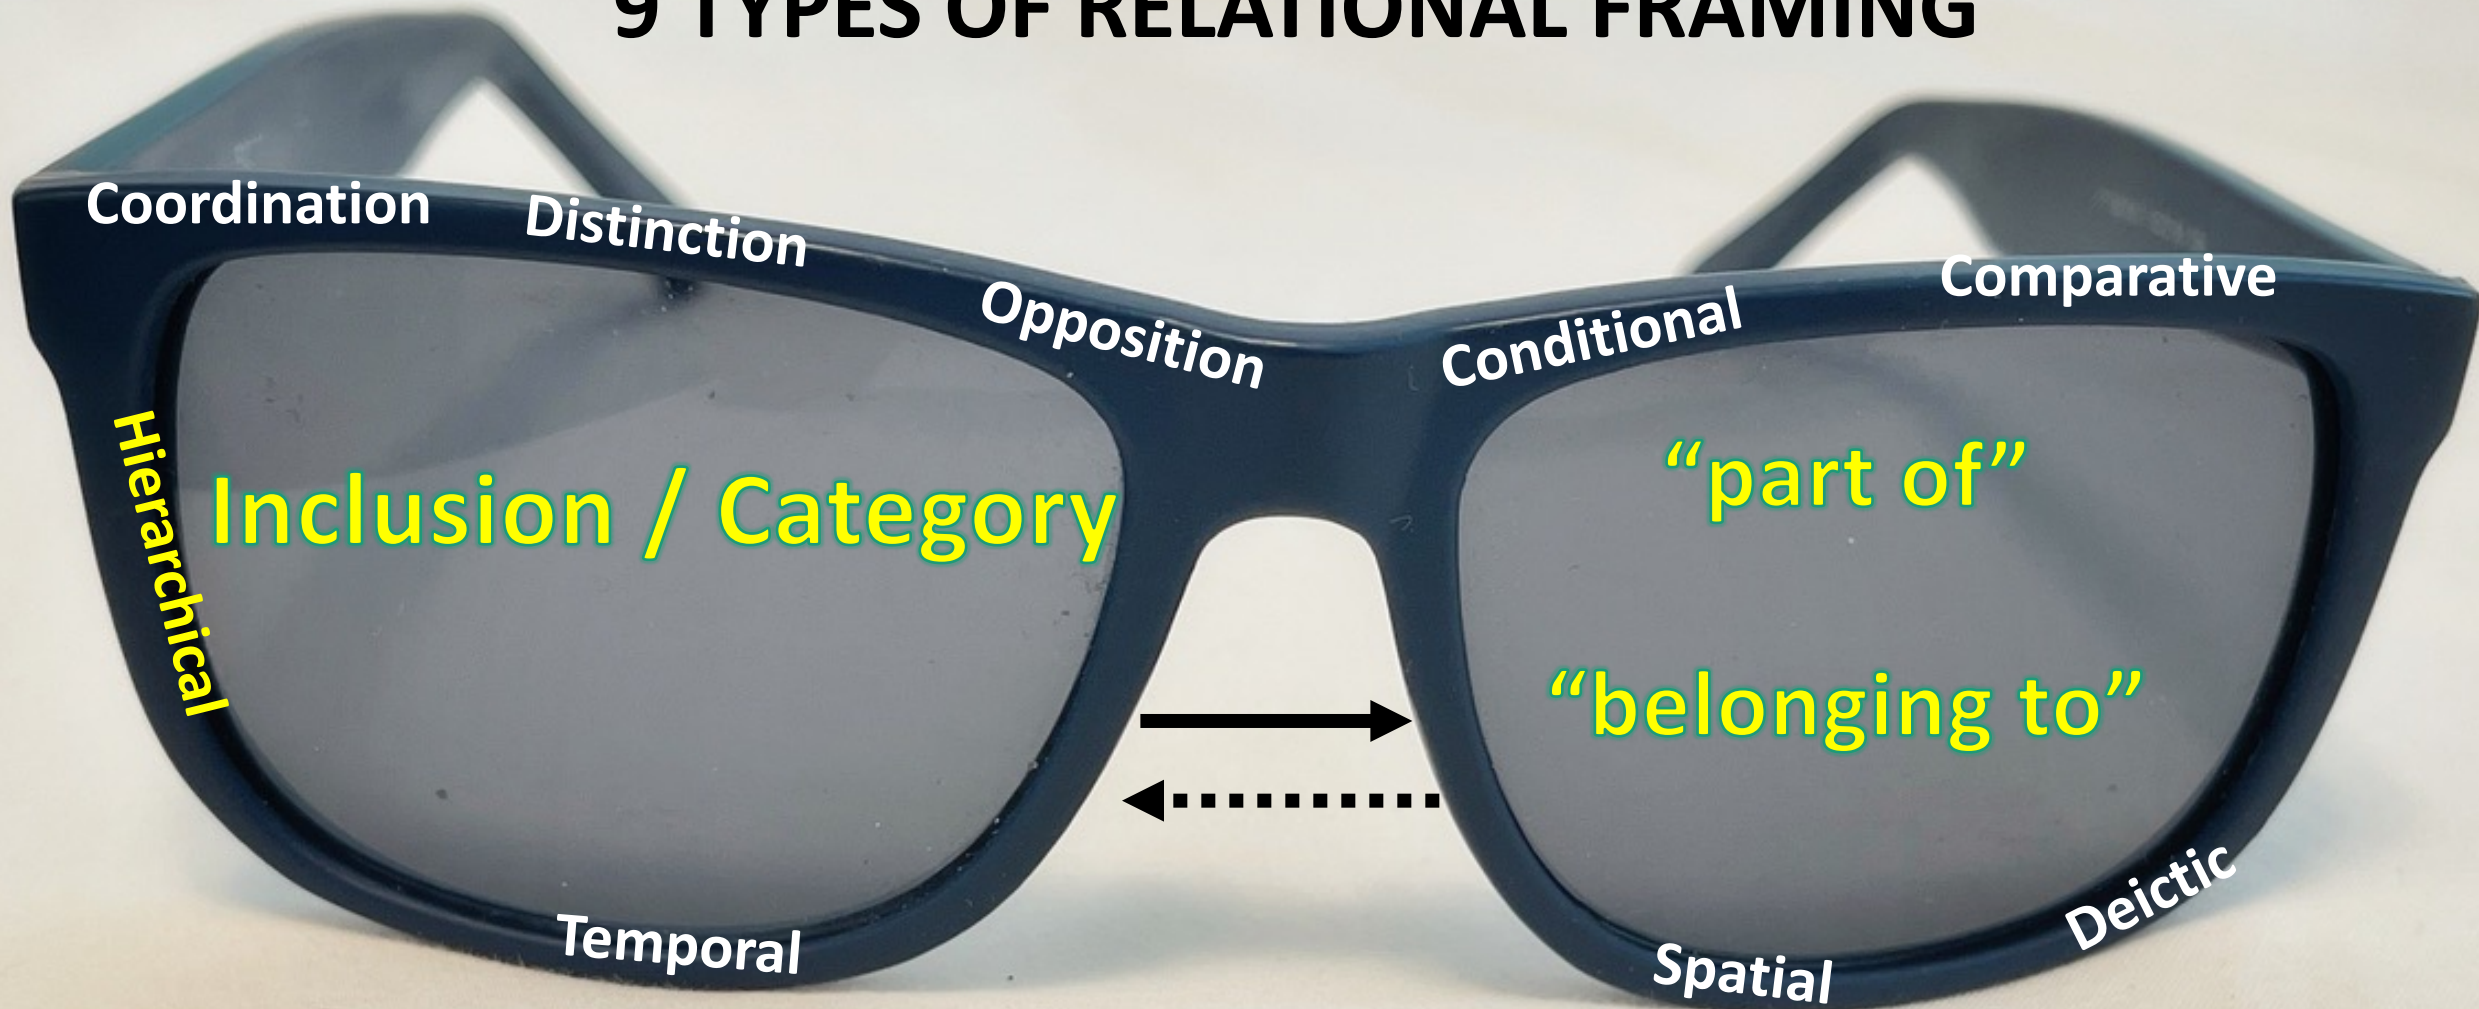 9 TYPES OF RELATIONAL FRAMING
Coordination
Distinction
Opposition
Conditional
Comparative
Hierarchical
Inclusion / Category
“part of”
“belonging to”
Temporal
Spatial
Deictic